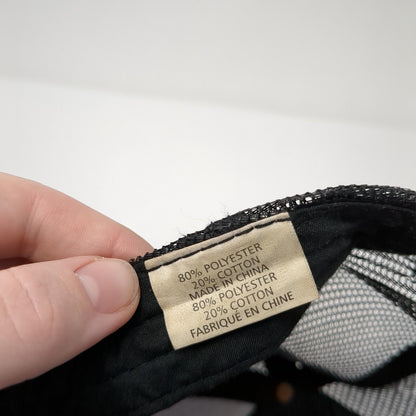 80% POLYESTER
20% COTTON
MADE IN CHINA
80% POLYESTER
20% COTTON
FABRIQUÉ EN CHINE